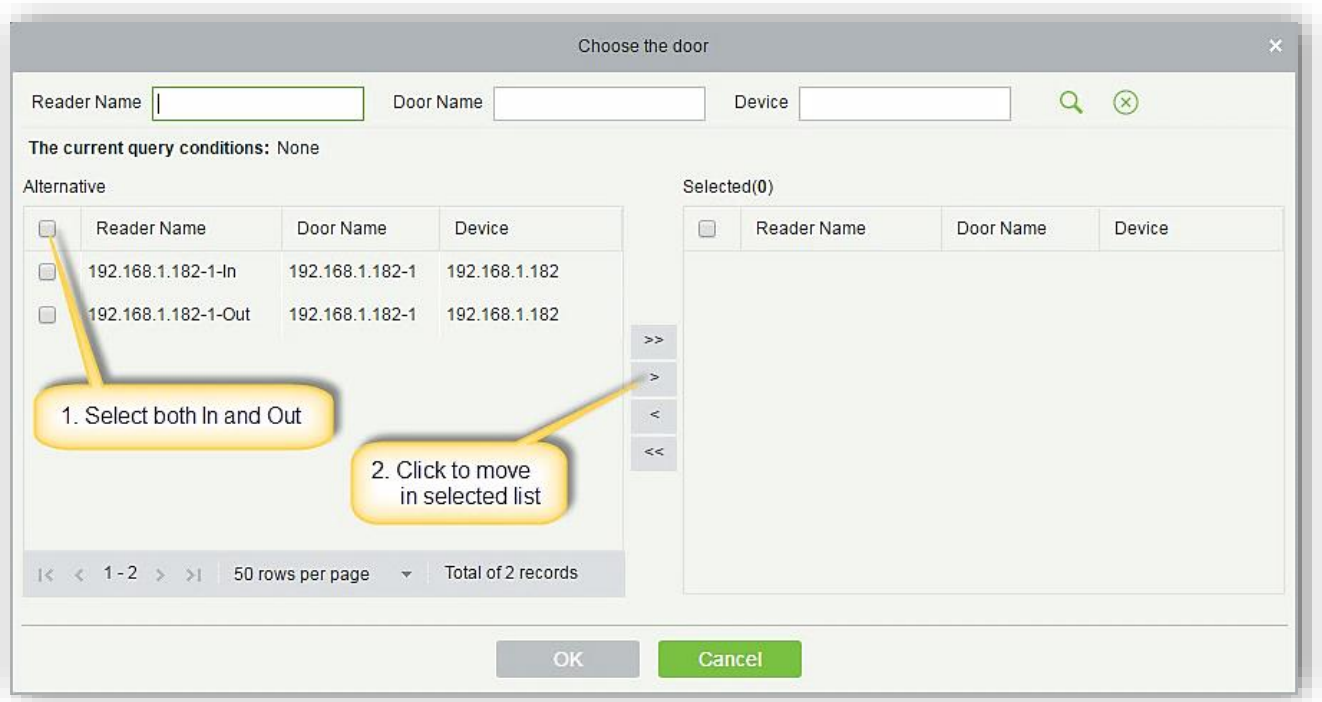 Choose the door ×
Reader Name Door Name Device
The current query conditions: None
Alternative
Selected(0)
Reader Name Door Name Device
192.168.1.182-1-In 192.168.1.182-1 192.168.1.182
192.168.1.182-1-Out 192.168.1.182-1 192.168.1.182
Reader Name Door Name Device
>>
>
<
<<
1. Select both In and Out
2. Click to move
in selected list
|< < 1 - 2 > >| 50 rows per page Total of 2 records
OK Cancel